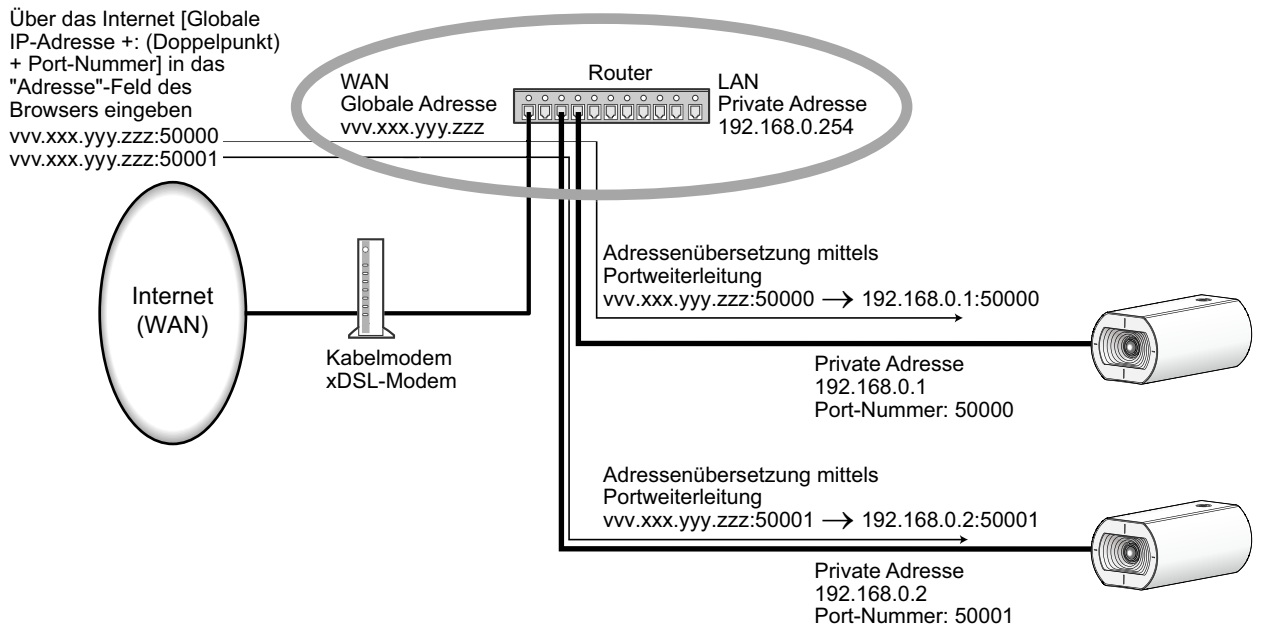 Über das Internet [Globale
IP-Adresse +: (Doppelpunkt)
+ Port-Nummer] in das
"Adresse"-Feld des
Browsers eingeben
vvv.xxx.yyy.zzz:50000
vvv.xxx.yyy.zzz:50001
WAN
Globale Adresse
vvv.xxx.yyy.zzz
Router
LAN
Private Adresse
192.168.0.254
Internet
(WAN)
Kabelmodem
xDSL-Modem
Adressenübersetzung mittels
Portweiterleitung
vvv.xxx.yyy.zzz:50000 → 192.168.0.1:50000
Private Adresse
192.168.0.1
Port-Nummer: 50000
Adressenübersetzung mittels
Portweiterleitung
vvv.xxx.yyy.zzz:50001 → 192.168.0.2:50001
Private Adresse
192.168.0.2
Port-Nummer: 50001